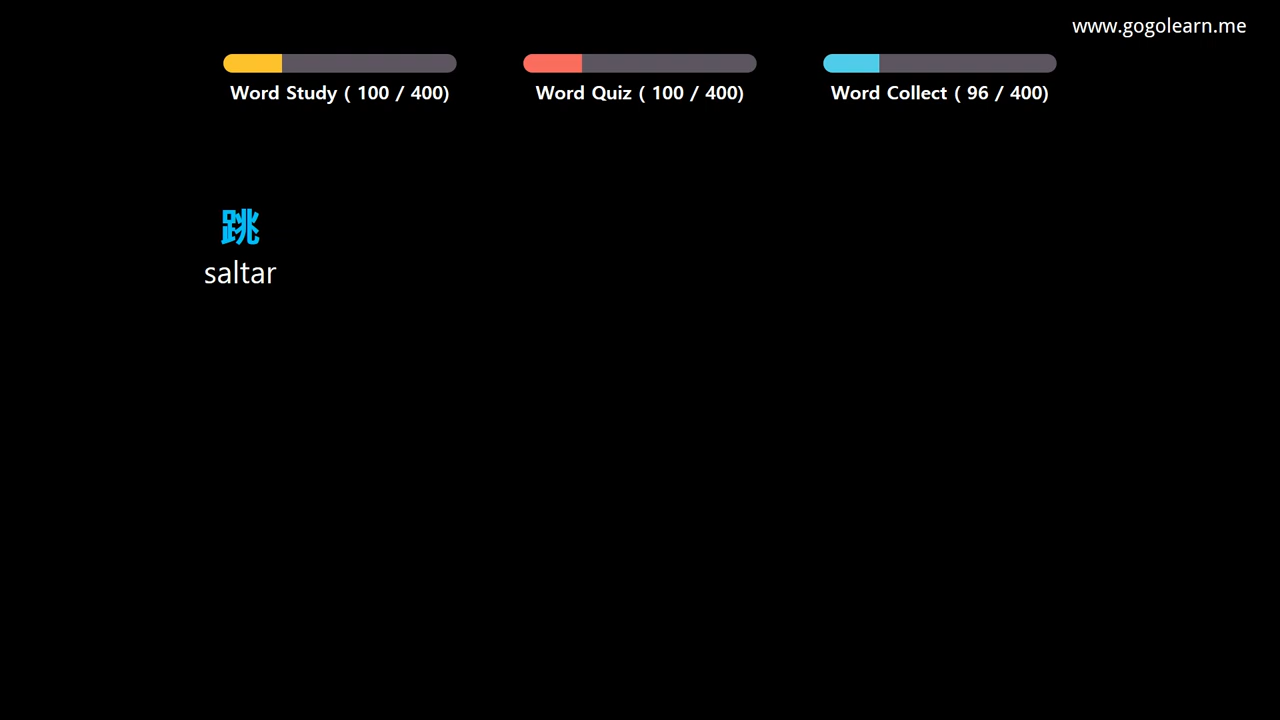 www.gogolearn.me
Word Study ( 100 / 400)
Word Quiz ( 100 / 400)
Word Collect ( 96 / 400)
跳
saltar